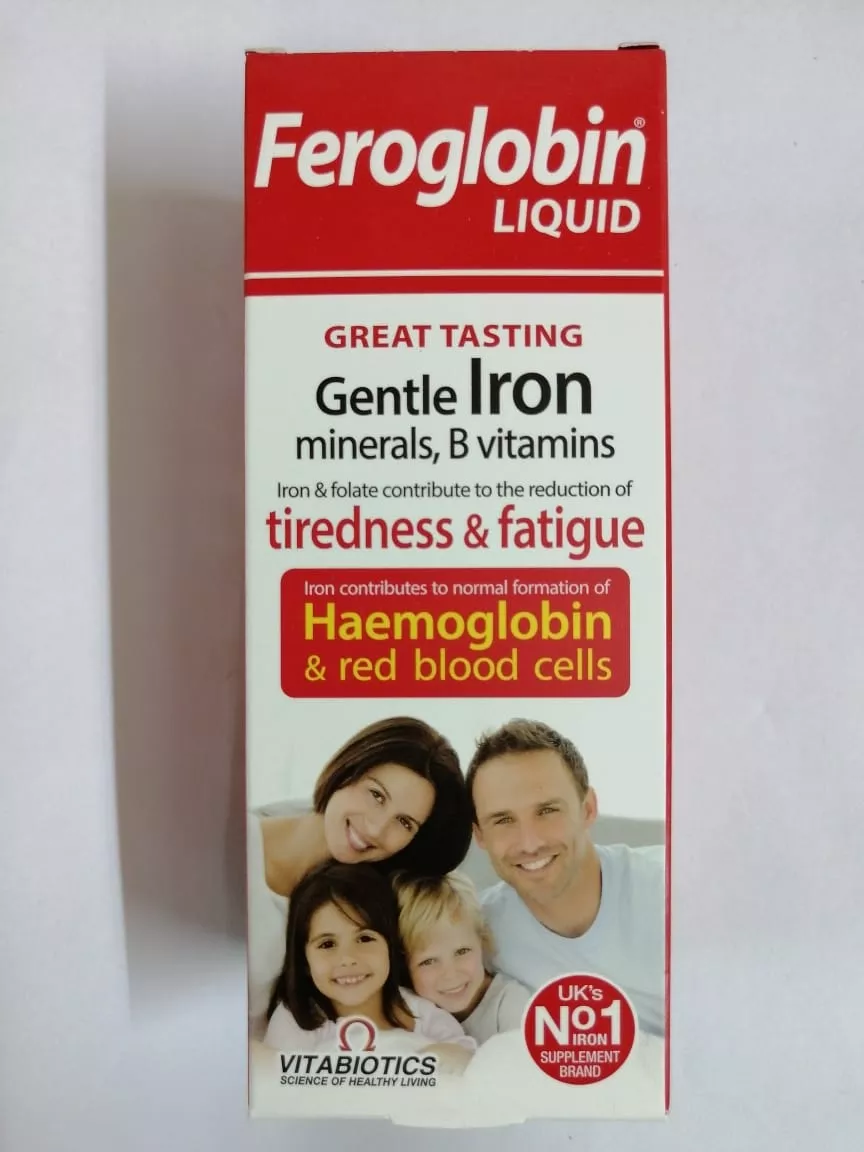 Feroglobin®
LIQUID
GREAT TASTING
Gentle Iron
minerals, B vitamins
Iron & folate contribute to the reduction of
tiredness & fatigue
Iron contributes to normal formation of
Haemoglobin
& red blood cells
VITABIOTICS
SCIENCE OF HEALTHY LIVING
UK's
No1
IRON
SUPPLEMENT
BRAND